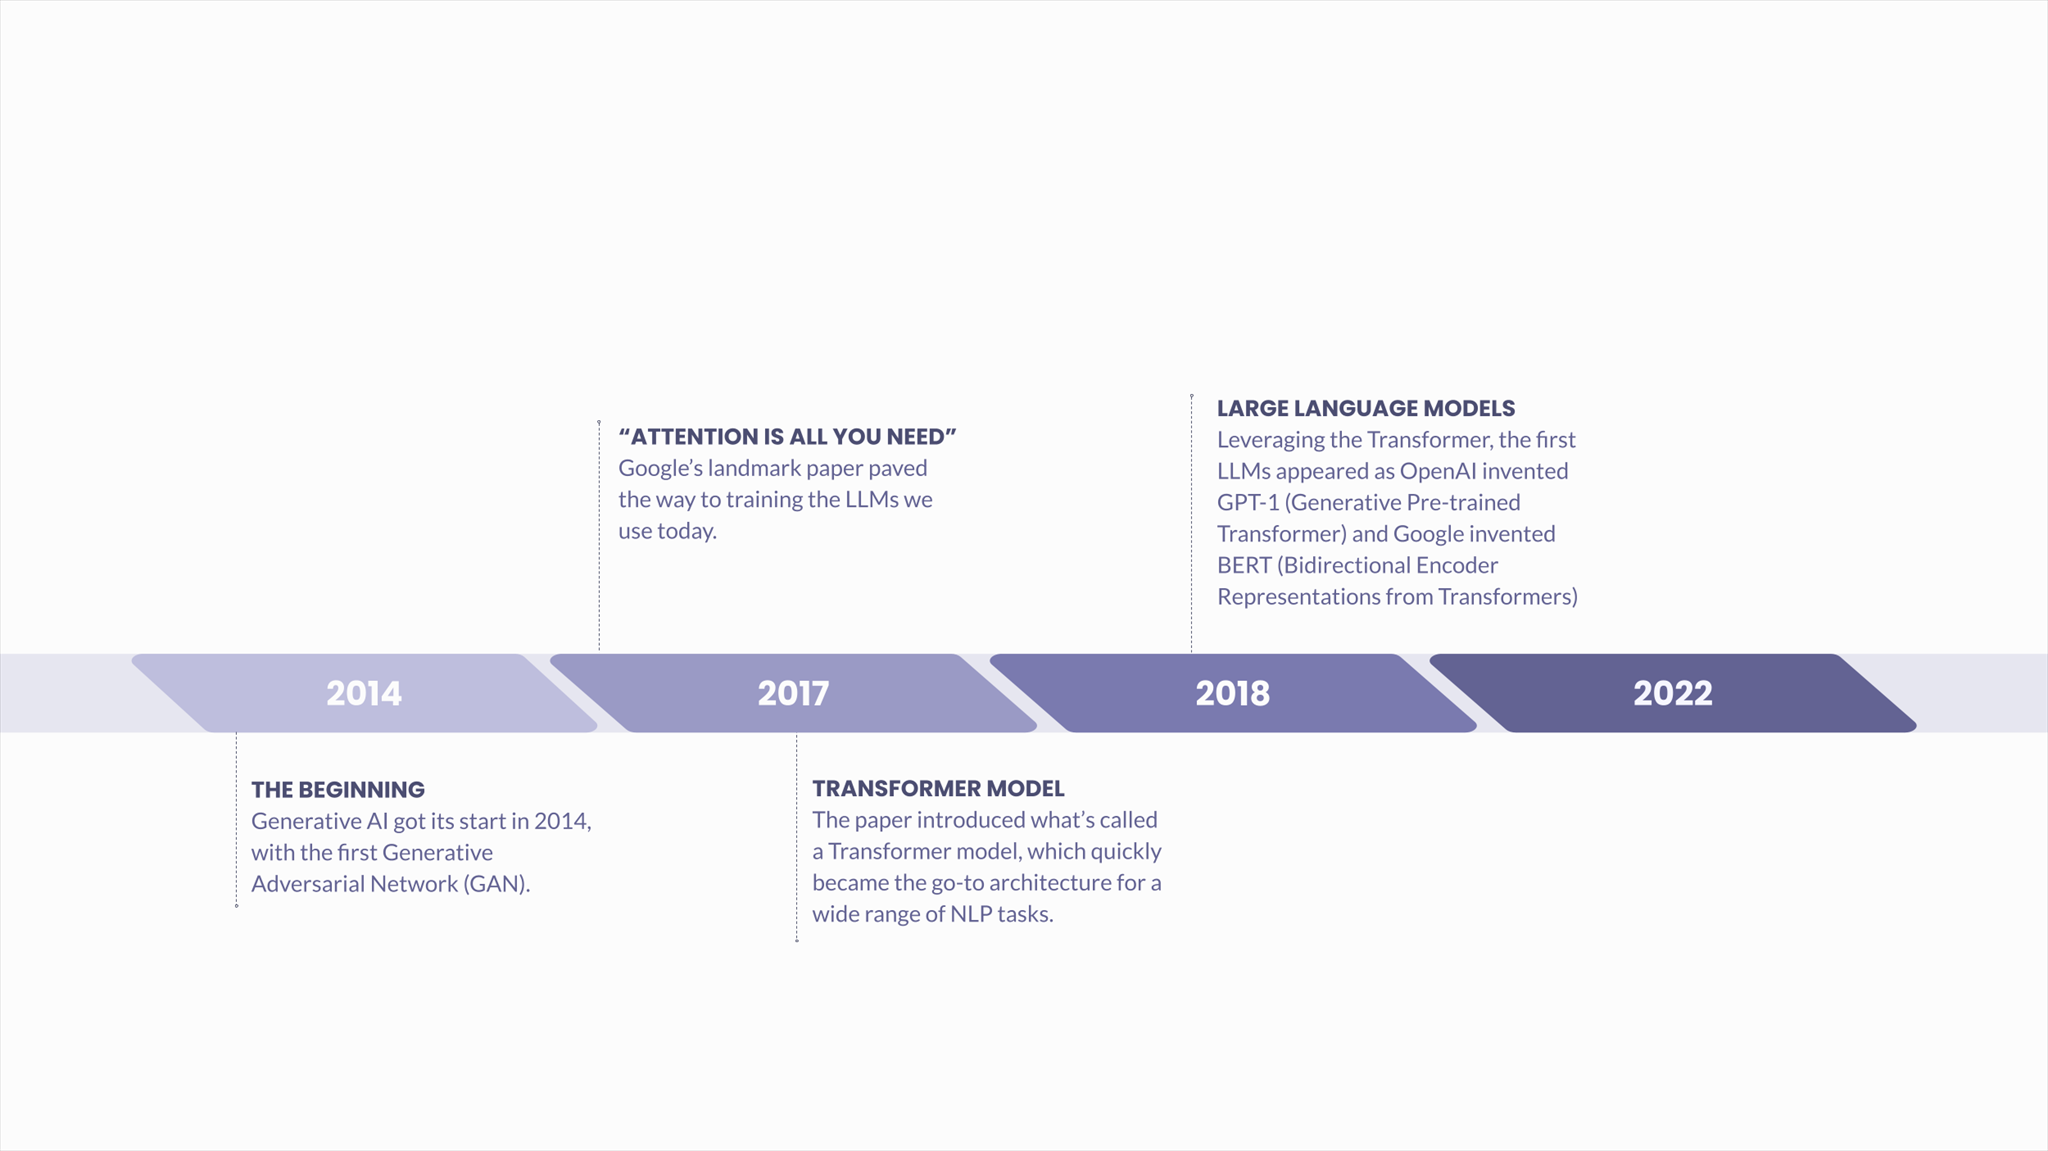 “ATTENTION IS ALL YOU NEED”
Google’s landmark paper paved
the way to training the LLMs we
use today.
LARGE LANGUAGE MODELS
Leveraging the Transformer, the first
LLMs appeared as OpenAI invented
GPT-1 (Generative Pre-trained
Transformer) and Google invented
BERT (Bidirectional Encoder
Representations from Transformers)
2014
2017
2018
2022
THE BEGINNING
Generative AI got its start in 2014,
with the first Generative
Adversarial Network (GAN).
TRANSFORMER MODEL
The paper introduced what’s called
a Transformer model, which quickly
became the go-to architecture for a
wide range of NLP tasks.